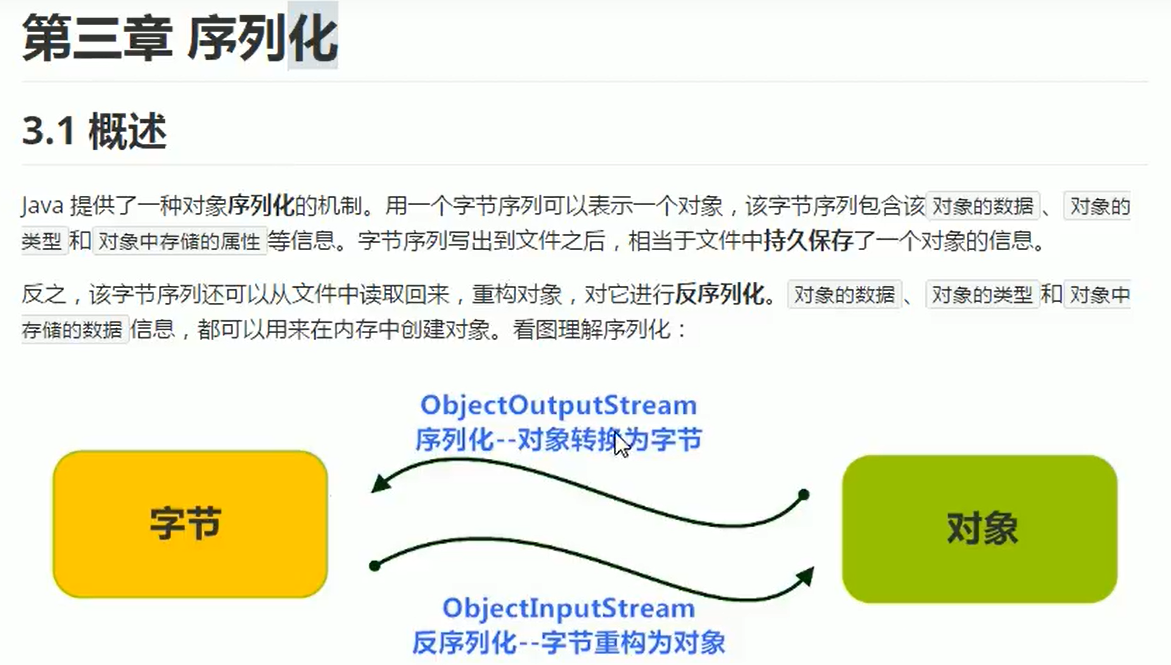 第三章 序列化
3.1 概述
Java 提供了一种对象序列化的机制。用一个字节序列可以表示一个对象，该字节序列包含该 对象的数据 、 对象的
类型 和 对象中存储的属性 等信息。字节序列写出到文件之后，相当于文件中持久保存了一个对象的信息。
反之，该字节序列还可以从文件中读取回来，重构对象，对它进行反序列化。 对象的数据 、 对象的类型 和 对象中
存储的数据 信息，都可以用来在内存中创建对象。看图理解序列化：
ObjectOutputStream
序列化--对象转换为字节
字节
对象
ObjectInputStream
反序列化--字节重构为对象